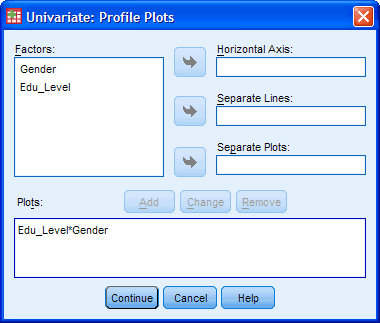 Univariate: Profile Plots
Factors:
Gender
Edu_Level
Horizontal Axis:
Separate Lines:
Separate Plots:
Plots:
Add
Change
Remove
Edu_Level*Gender
Continue
Cancel
Help